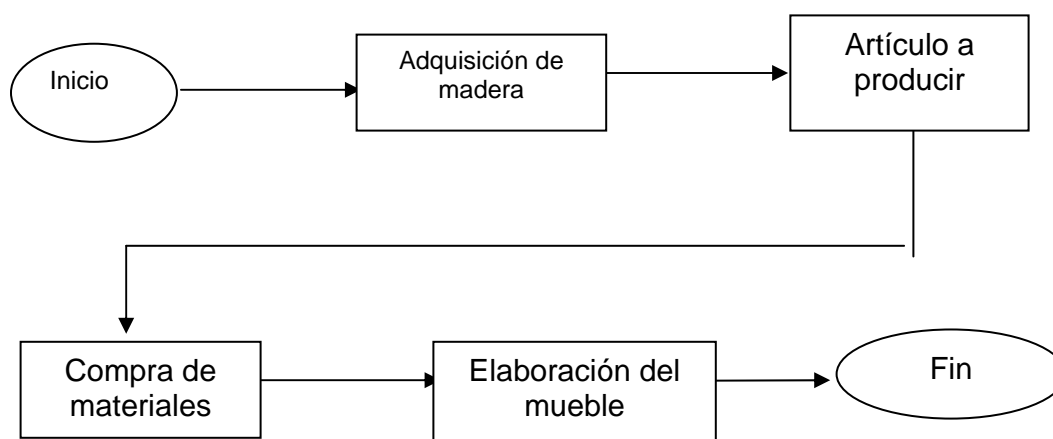 Inicio
Adquisición de
madera
Artículo a
producir
Compra de
materiales
Elaboración del
mueble
Fin